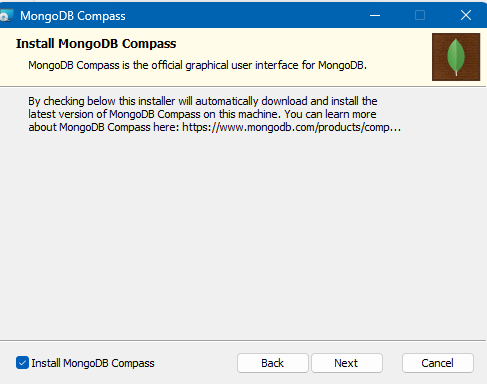 MongoDB Compass
Install MongoDB Compass
MongoDB Compass is the official graphical user interface for MongoDB.
By checking below this installer will automatically download and install the
latest version of MongoDB Compass on this machine. You can learn more
about MongoDB Compass here: https://www.mongodb.com/products/comp...
Install MongoDB Compass
Back
Next
Cancel